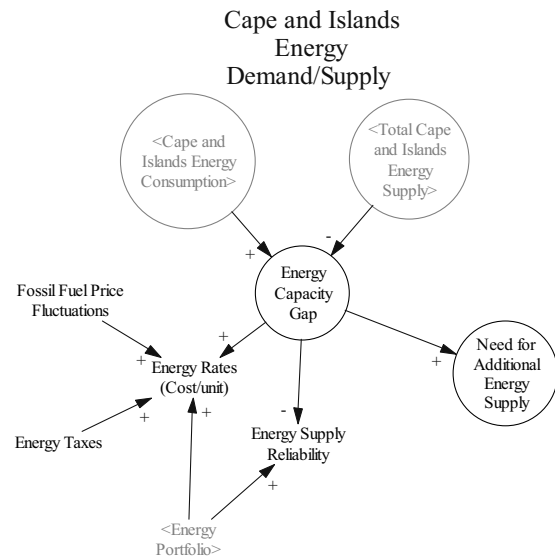 Cape and Islands
Energy
Demand/Supply
<Cape and
Islands Energy
Consumption>
<Total Cape
and Islands
Energy
Supply>
+
-
Energy
Capacity
Gap
Fossil Fuel Price
Fluctuations
+
+
Energy Rates
(Cost/unit)
+
+
+
Need for
Additional
Energy
Supply
Energy Taxes
-
Energy Supply
Reliability
+
<Energy
Portfolio>